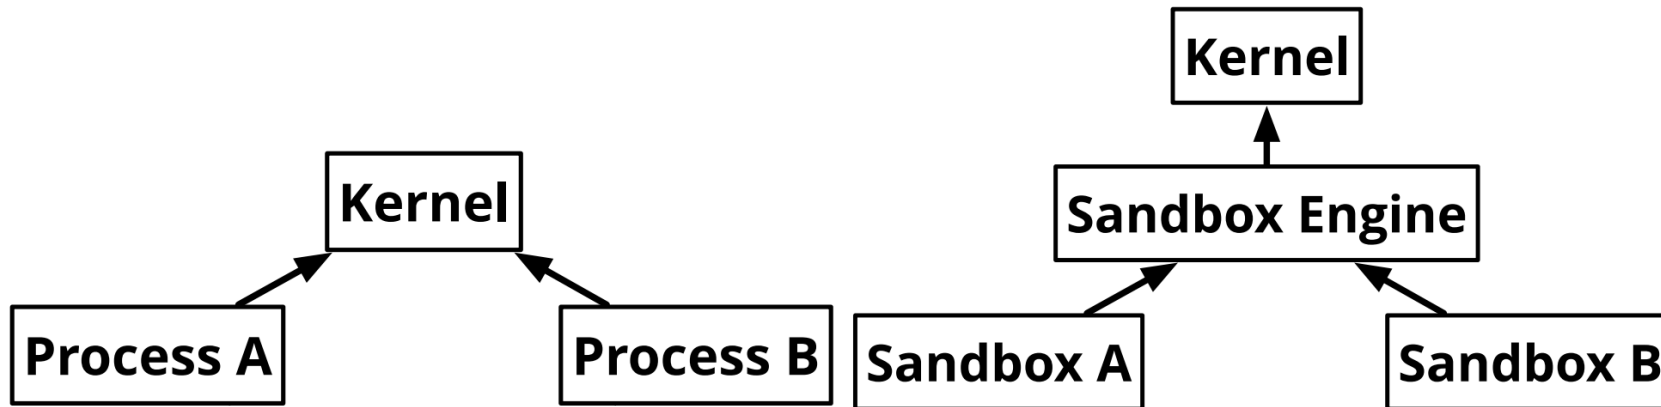 Kernel
Process A
Process B
Kernel
Sandbox Engine
Sandbox A
Sandbox B